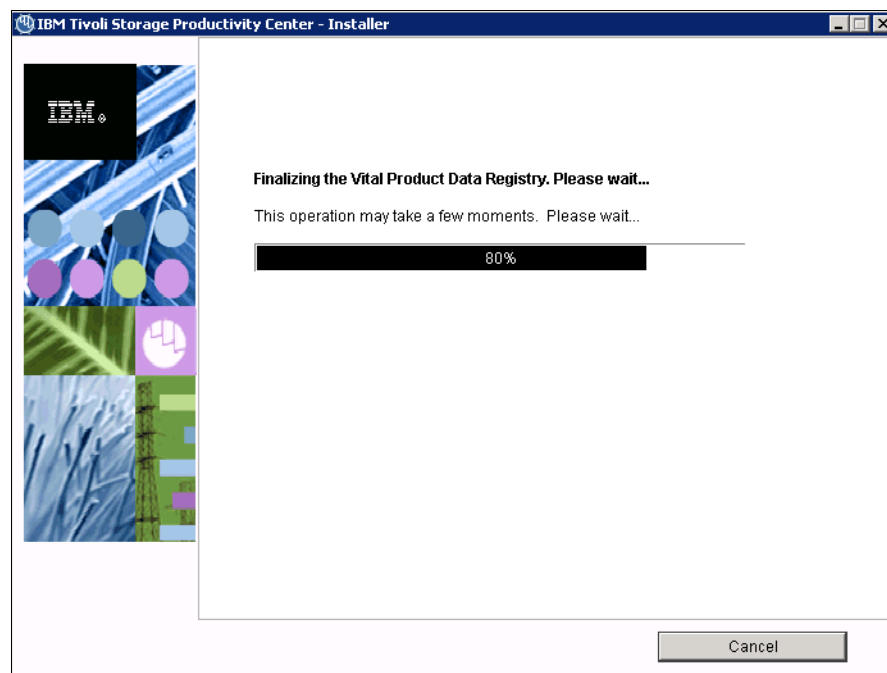 IBM Tivoli Storage Productivity Center - Installer
IBM®
Finalizing the Vital Product Data Registry. Please wait...
This operation may take a few moments. Please wait...
80%
Cancel